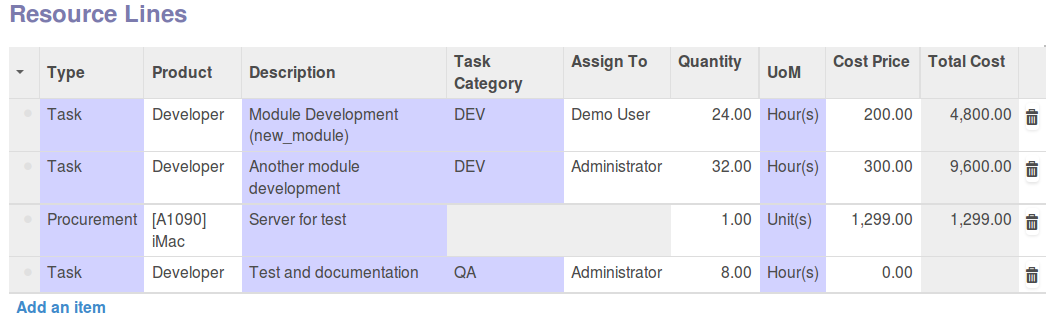 Resource Lines
Type Product Description Task Category Assign To Quantity UoM Cost Price Total Cost
Task Developer Module Development DEV Demo User 24.00 Hour(s) 200.00 4,800.00
(new_module)
Task Developer Another module DEV Administrator 32.00 Hour(s) 300.00 9,600.00
development
Procurement [A1090] Server for test 1.00 Unit(s) 1,299.00 1,299.00
iMac
Task Developer Test and documentation QA Administrator 8.00 Hour(s) 0.00
Add an item